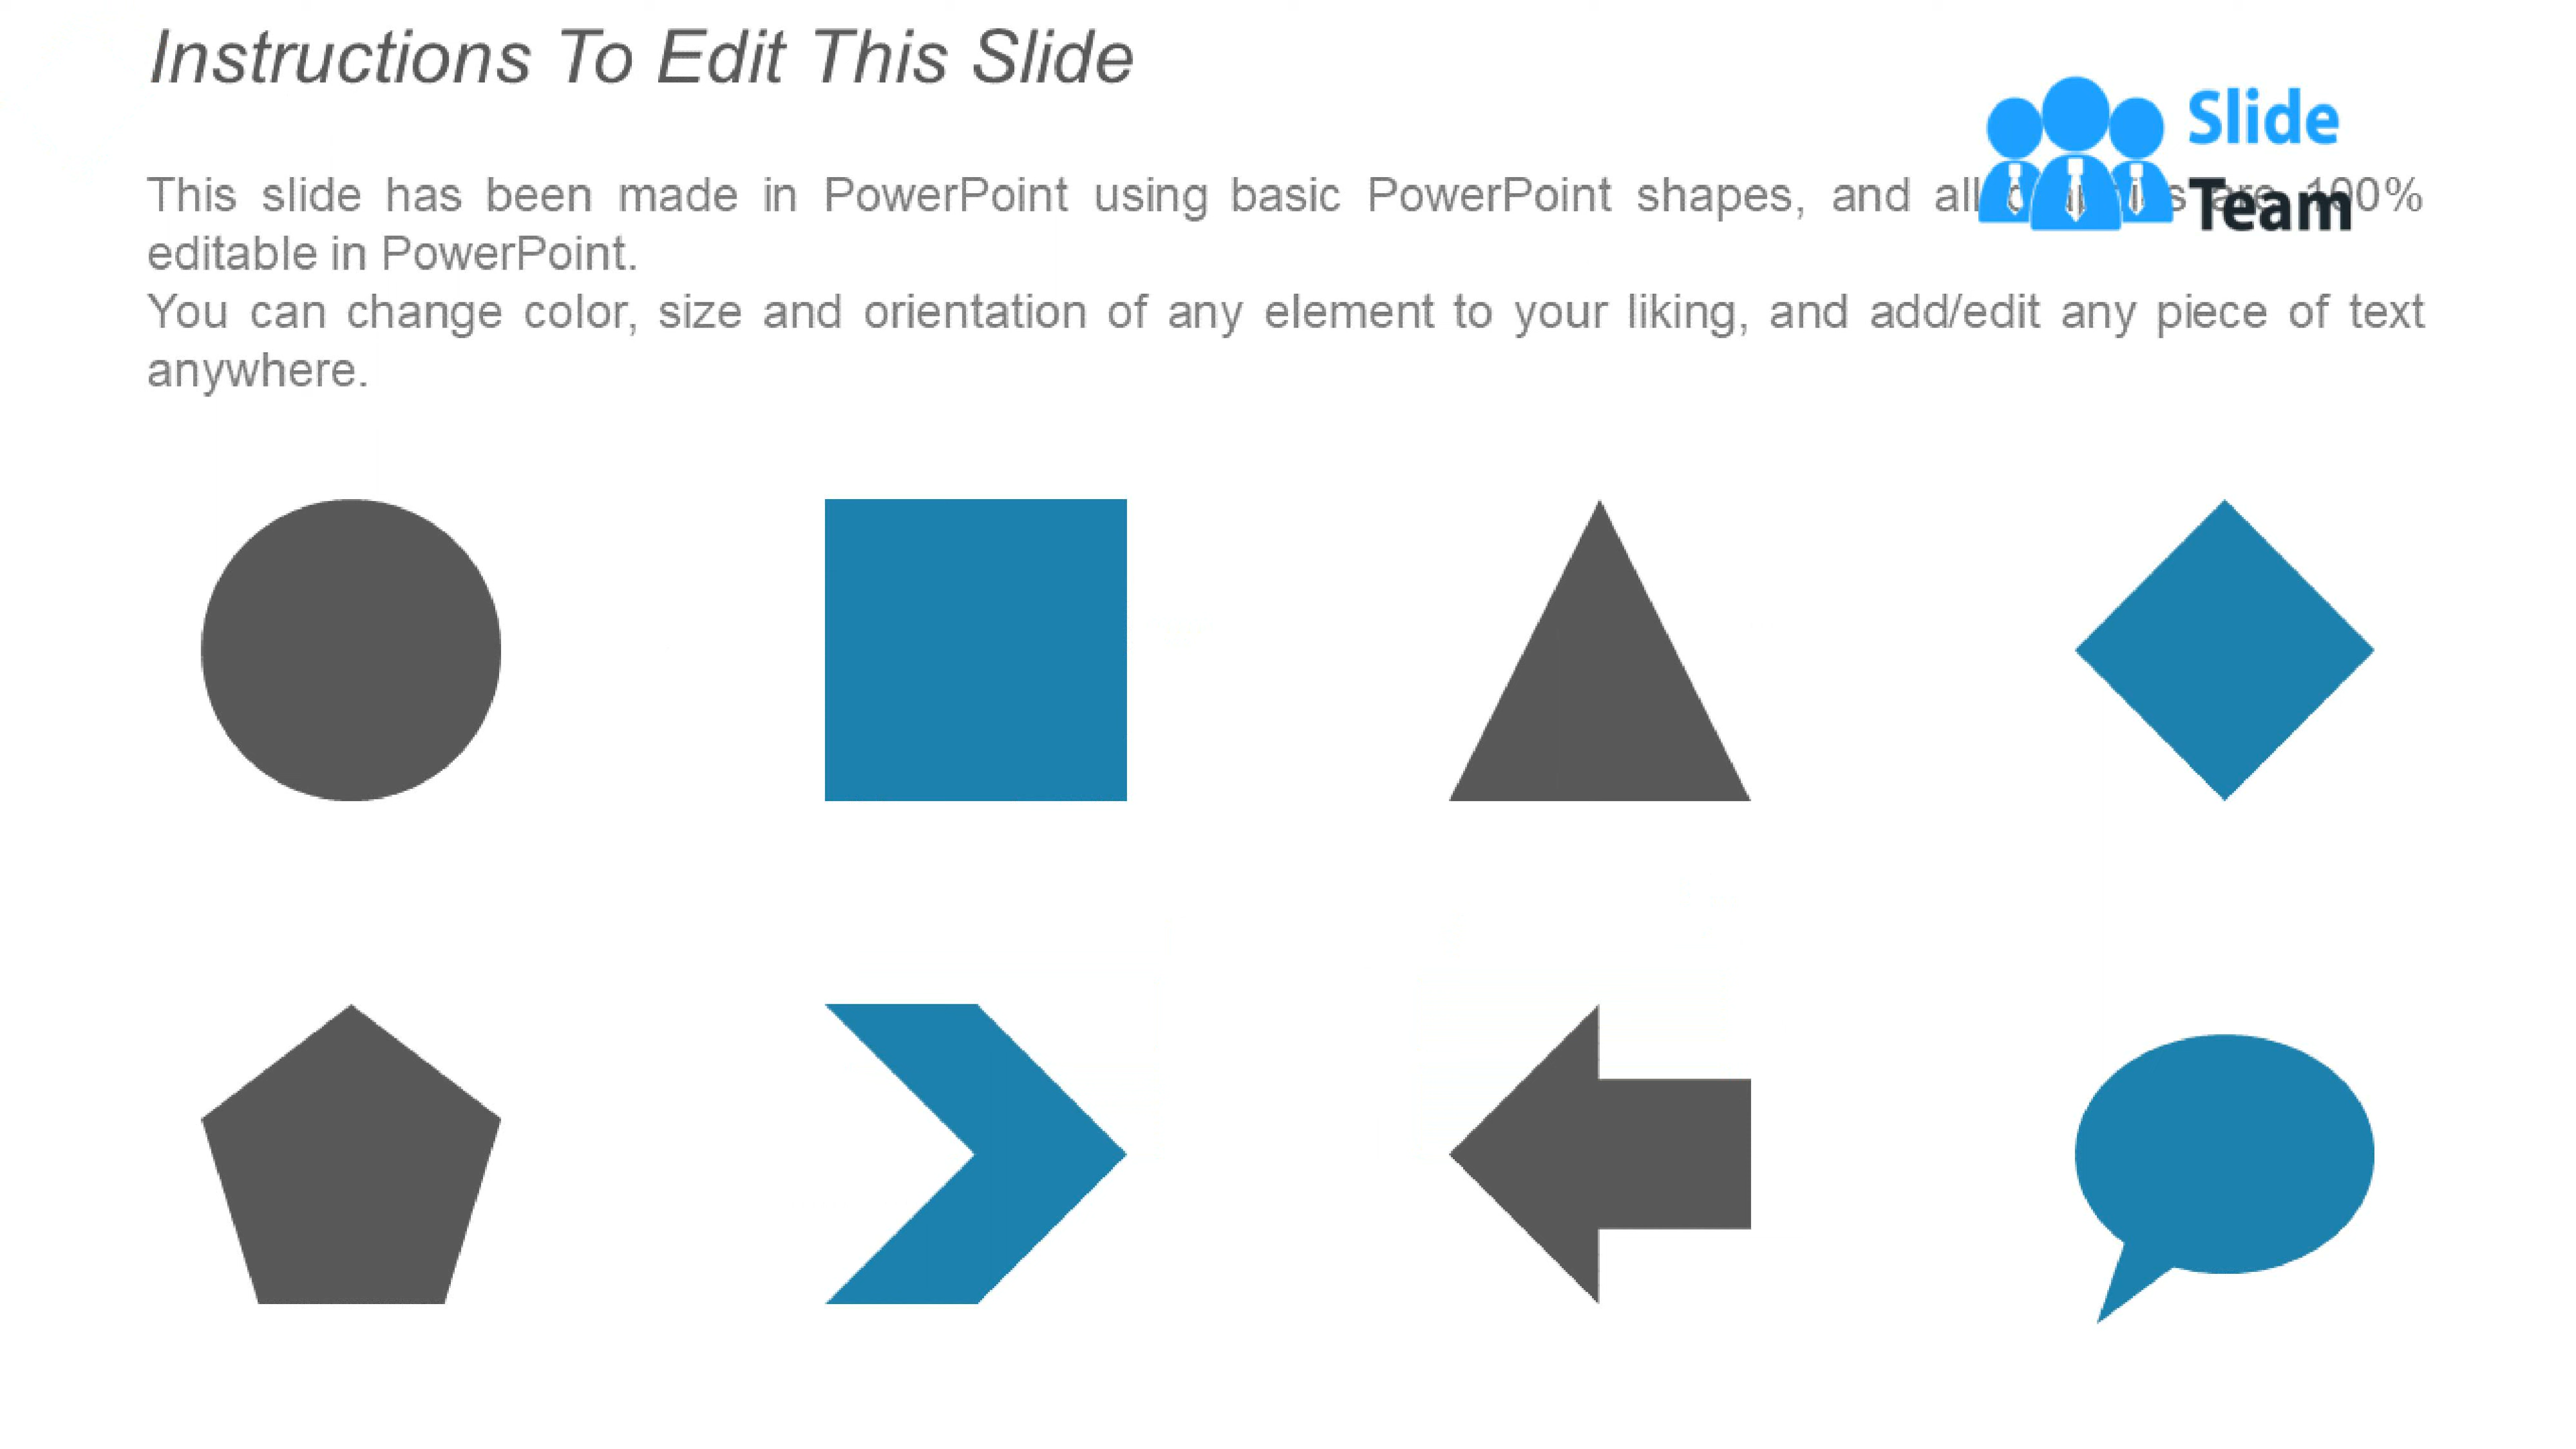 Instructions To Edit This Slide
Slide
Team
This slide has been made in PowerPoint using basic PowerPoint shapes, and all are 100%
editable in PowerPoint.
You can change color, size and orientation of any element to your liking, and add/edit any piece of text
anywhere.